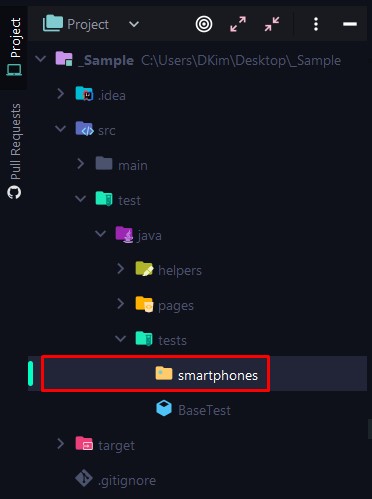 Project
Project
Pull Requests
_Sample C:\Users\DKim\Desktop\_Sample
.idea
src
main
test
java
helpers
pages
tests
smartphones
BaseTest
target
.gitignore